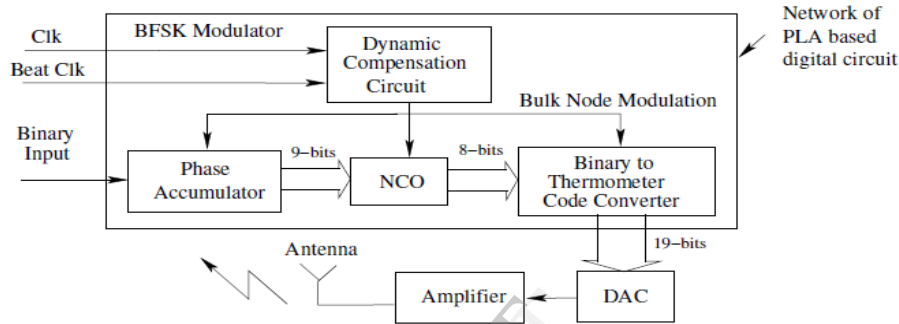 Clk
BFSK Modulator
Beat Clk
Dynamic
Compensation
Circuit
Network of
PLA based
digital circuit
Bulk Node Modulation
Binary
Input
Phase
Accumulator
9-bits
NCO
8-bits
Binary to
Thermometer
Code Converter
19-bits
Antenna
Amplifier
DAC